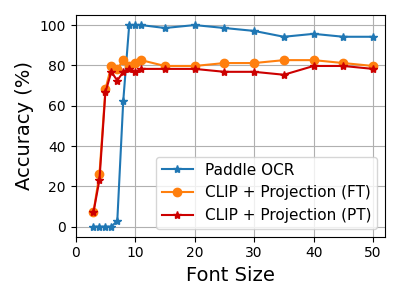 100
80
60
40
20
0
Accuracy (%)
Paddle OCR
CLIP + Projection (FT)
CLIP + Projection (PT)
0 10 20 30 40 50
Font Size